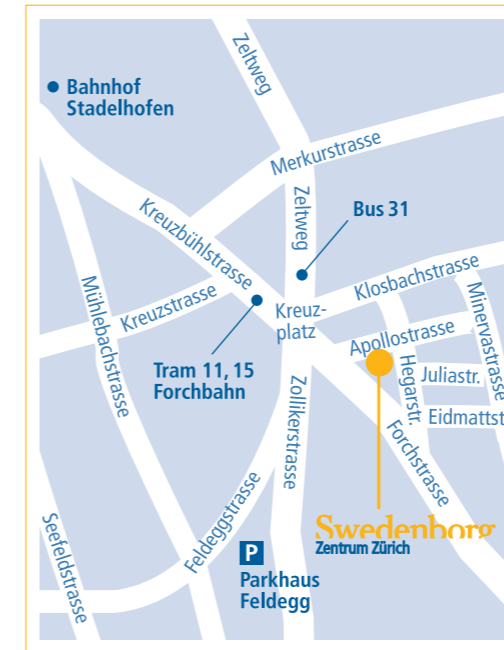 Zeltweg
Bahnhof
Stadelhofen
Merkurstrasse
Kreuzbühlstrasse
Zeltweg
Bus 31
Klosbachstrasse
Mühlebachstrasse
Kreuzstrasse
Kreuz-
platz
Minervastrasse
Apollostrasse
Tram 11, 15
Forchbahn
Hegarstr.
Juliastr.
Zollikerstrasse
Eidmattst
Forchstrasse
Feldeggstrasse
Seefeldstrasse
Swedenborg
Zentrum Zürich
P
Parkhaus
Feldegg